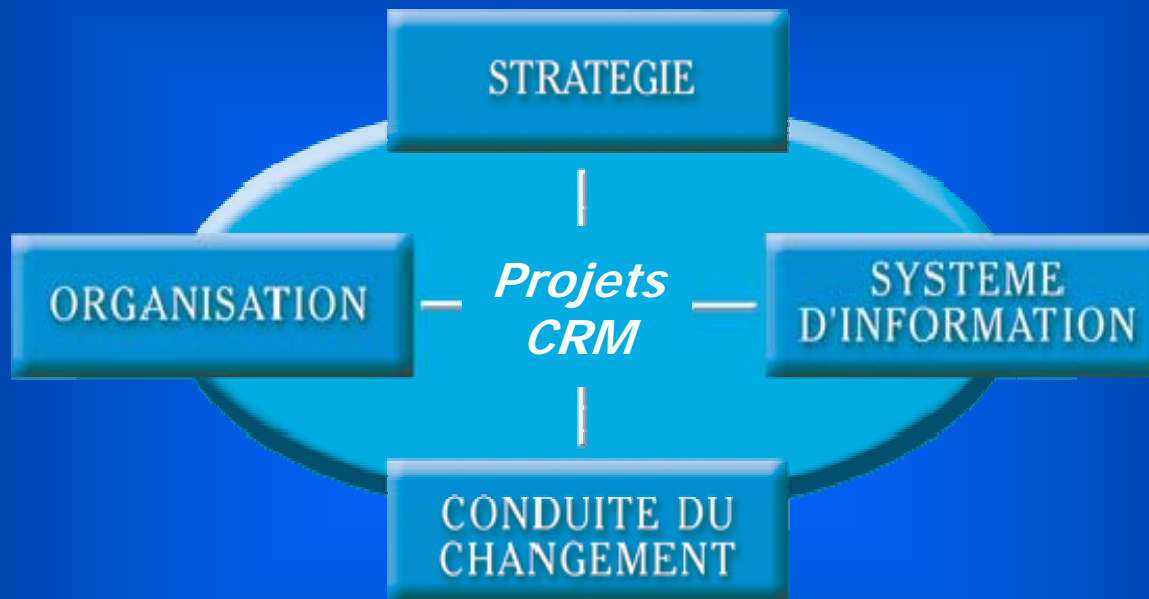 STRATEGIE
ORGANISATION
Projets
CRM
SYSTEME
D'INFORMATION
CONDUITE DU
CHANGEMENT